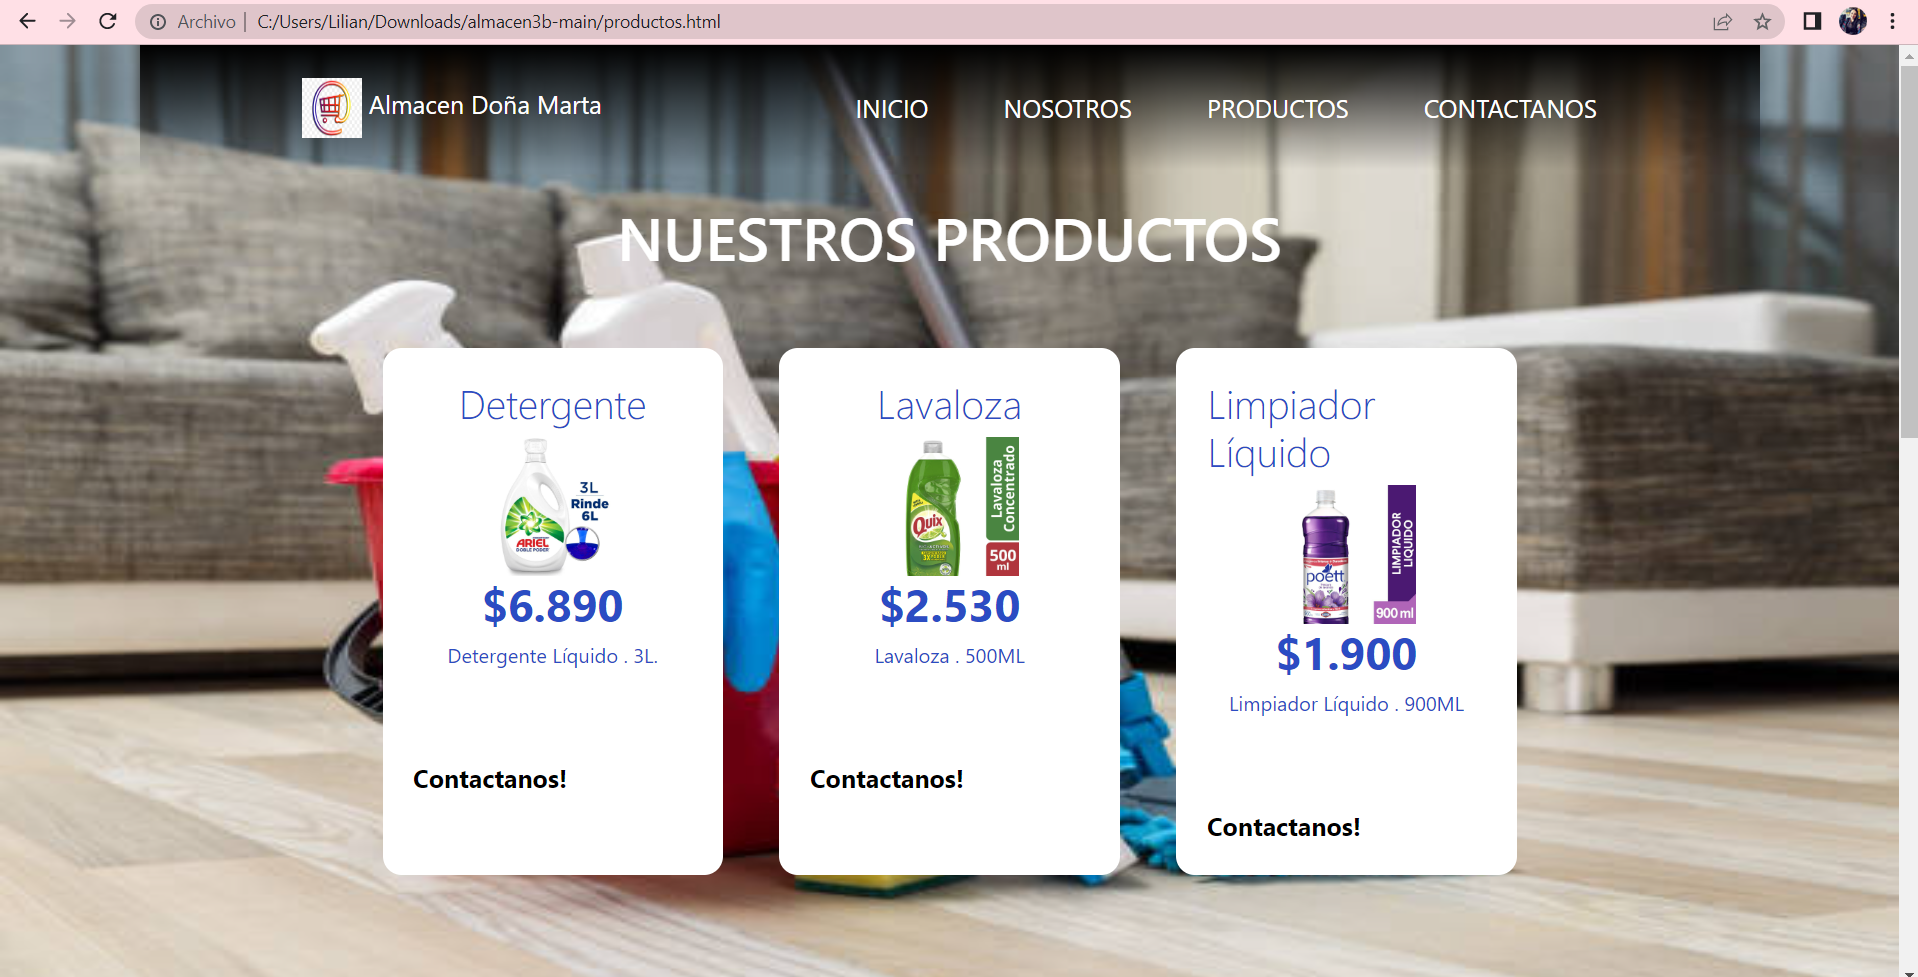 Archivo | C:/Users/Lilian/Downloads/almacen3b-main/productos.html
Almacen Doña Marta
INICIO NOSOTROS PRODUCTOS CONTACTANOS
NUESTROS PRODUCTOS
Detergente
3L
Rinde
6L
ARIEL
DOBLE PODER
$6.890
Detergente Líquido . 3L.
Contactanos!
Lavaloza
Quix
Lavaloza
Concentrado
500
ml
$2.530
Lavaloza . 500ML
Contactanos!
Limpiador
Líquido
poett
LIMPIADOR
LIQUIDO
900 ml
$1.900
Limpiador Líquido . 900ML
Contactanos!